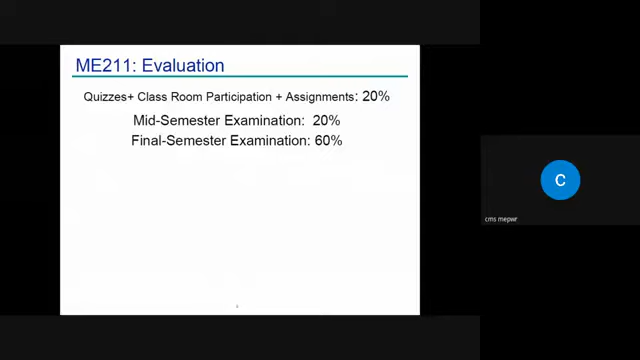 ME211: Evaluation
Quizzes+ Class Room Participation + Assignments: 20%
Mid-Semester Examination: 20%
Final-Semester Examination: 60%
C
cms mepwr